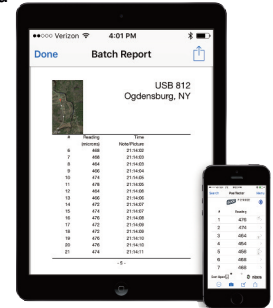 Verizon 4:01 PM
Done Batch Report
USB 812
Ogdensburg, NY
# Reading Time
(microns) Note/Picture
6 468 21:14:02
7 468 21:14:03
8 464 21:14:03
9 466 21:14:04
10 474 21:14:05
11 478 21:14:05
12 464 21:14:06
13 466 21:14:06
14 472 21:14:07
15 474 21:14:07
16 470 21:14:08
17 472 21:14:09
18 472 21:14:09
19 476 21:14:10
20 476 21:14:10
21 474 21:14:11
- 5 -
# Reading
1 476
2 474
3 464
4 464
5 466
6 468
7 468